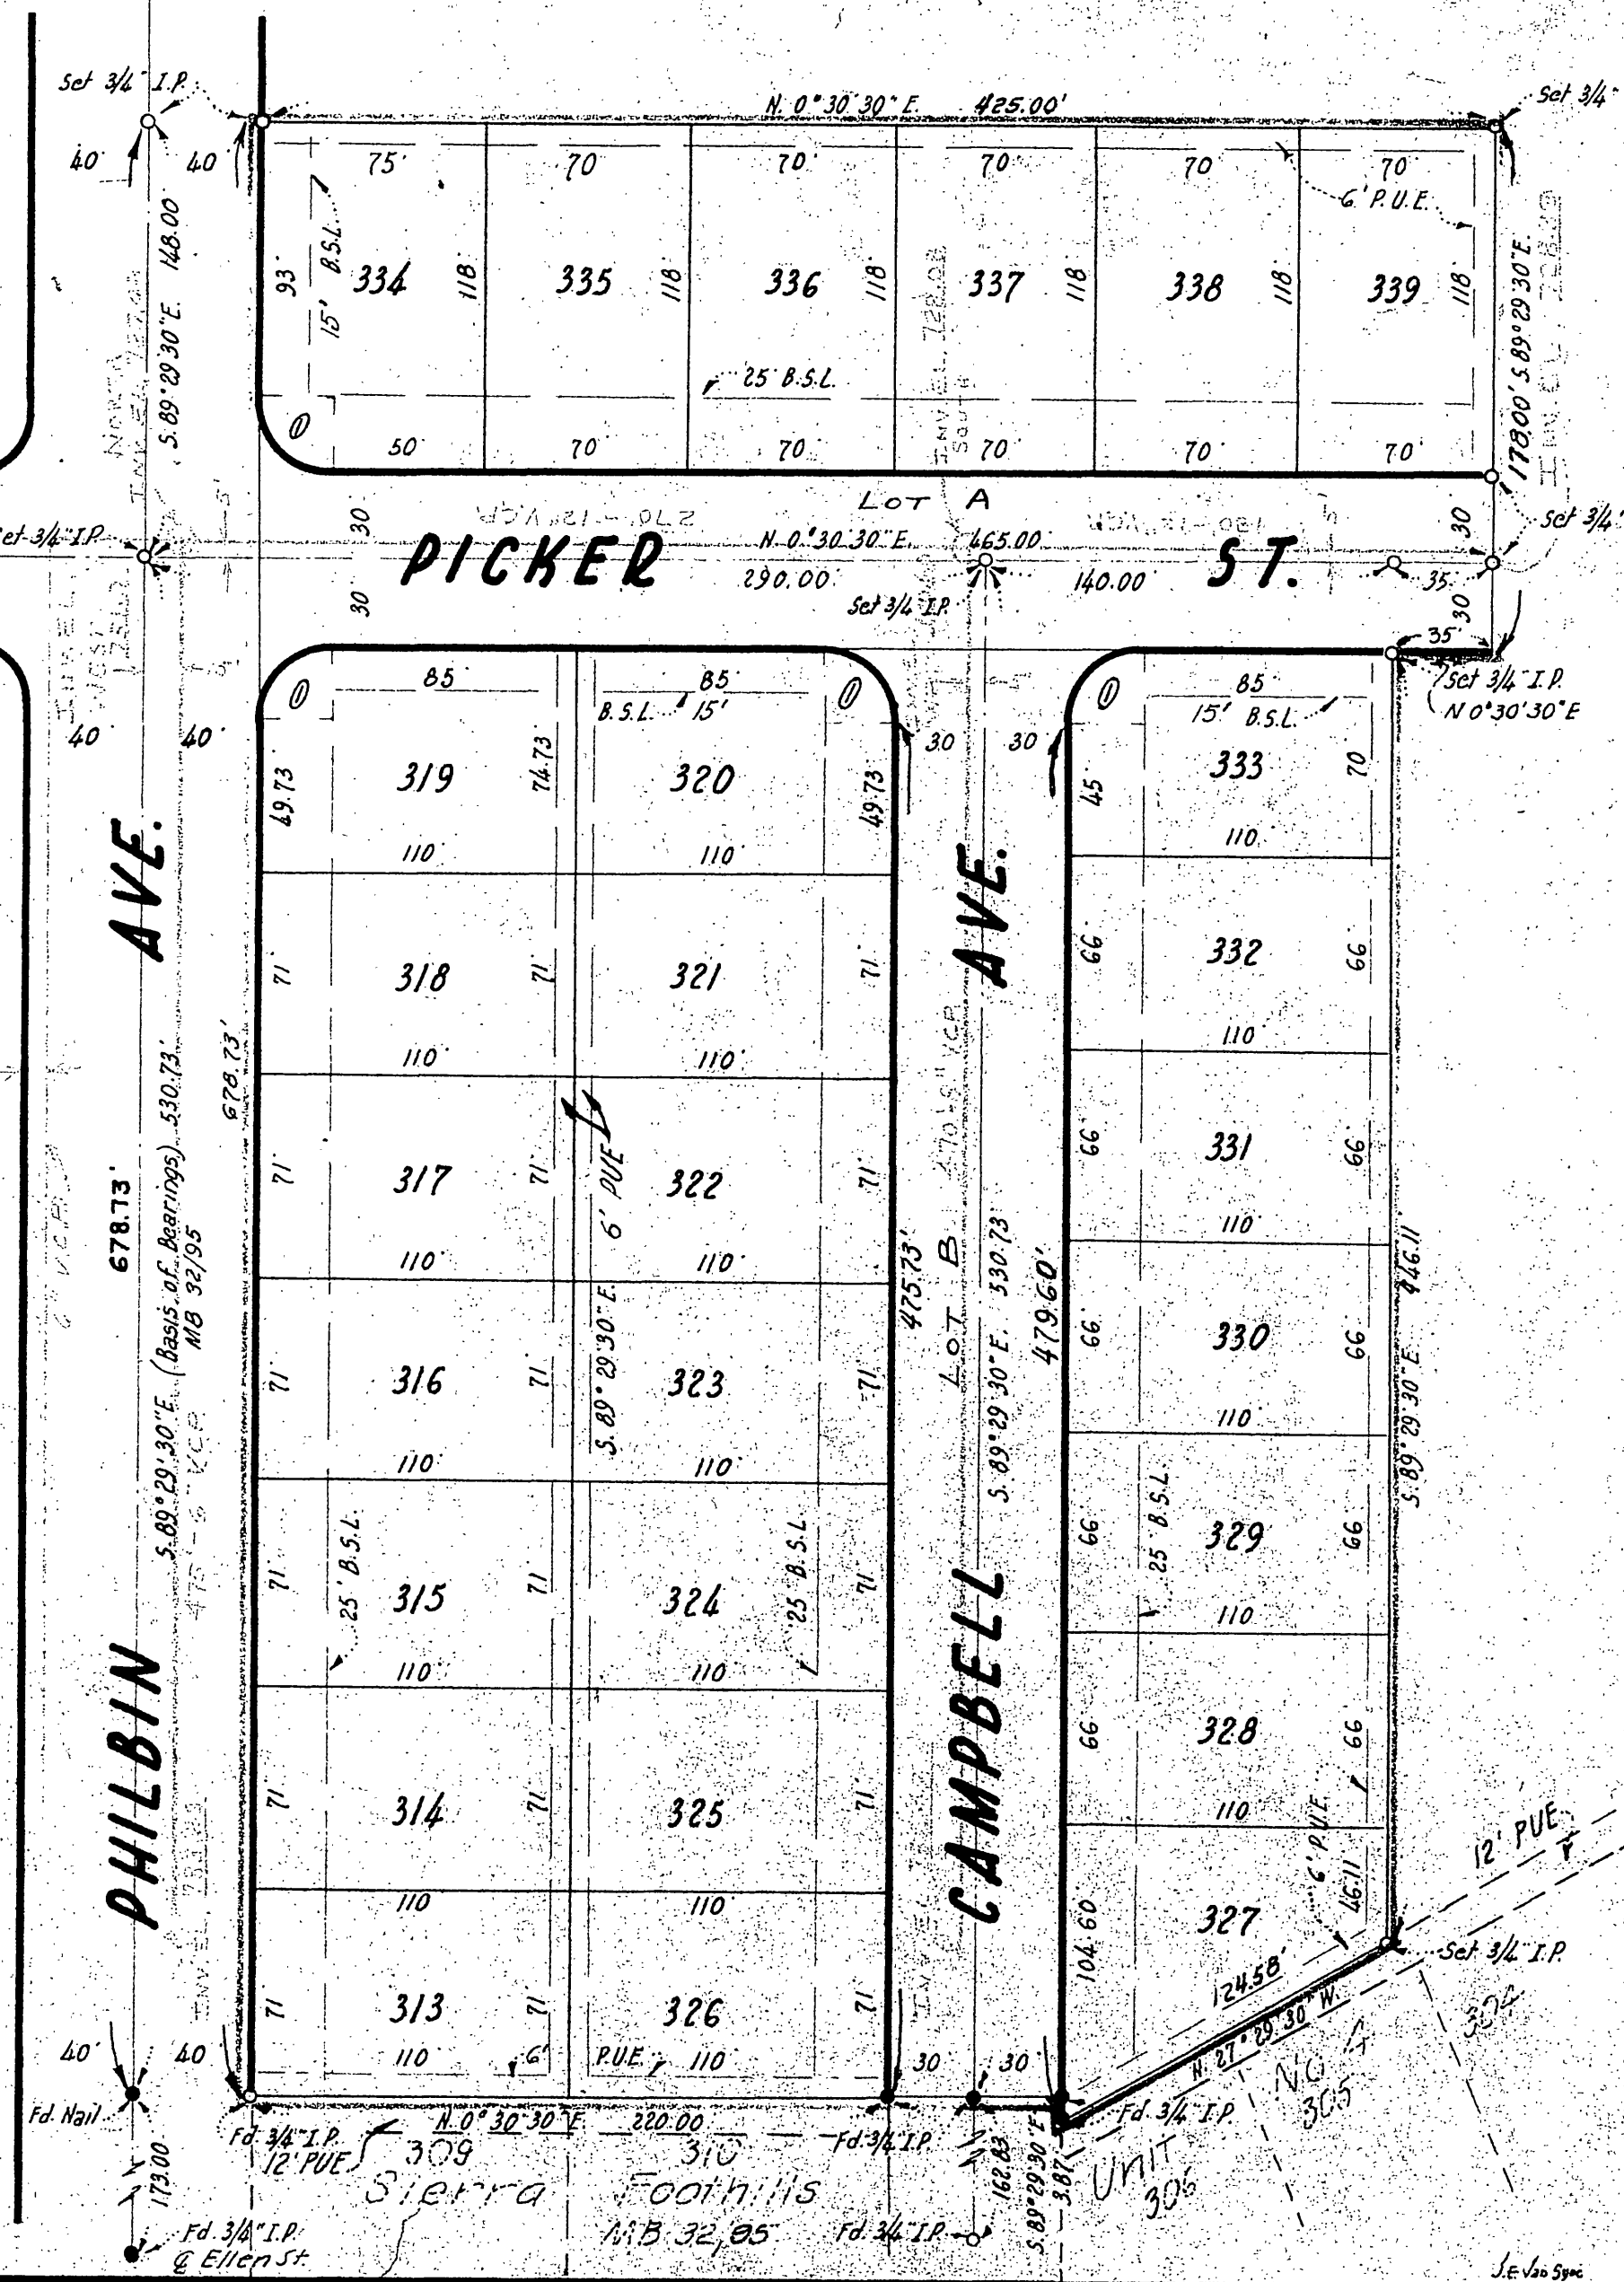 Set 3/4" I.P.
N. 0° 30' 30" E. 425.00'
Set 3/4"
40'
40'
75'
70'
70'
70'
70'
70'
6' P.U.E.
S. 89° 29' 30" E. 148.00
93
15' B.S.L.
334
118
335
118
336
118
337
118
338
118
339
118
178.00' S. 89° 29' 30" E.
25' B.S.L.
50'
70'
70'
70'
70'
70'
LOT A
30
30
Set 3/4"
et 3/4" I.P.
PICKER ST.
N. 0° 30' 30" E. 465.00
290.00
140.00
35'
30
30
Set 3/4" I.P.
35'
Set 3/4" I.P.
N 0° 30' 30" E
85'
85'
85'
B.S.L. 15'
15' B.S.L.
40'
40'
30
30
49.73
319
74.73
320
49.73
45
333
70
110'
110'
110'
71
318
71
321
71
66
332
66
110'
110'
110'
678.73'
71
317
71
6' PUE
322
71
66
331
66
110'
110'
110'
678.73'
S. 89° 29' 30" E. (Basis of Bearings) 530.73'
MB 32/95
71
316
71
S. 89° 29' 30" E.
323
71
475.73'
LOT B
S. 89° 29' 30" E. 530.73'
479.60'
66
330
66
446.11
S. 89° 29' 30" E.
110'
110'
110'
71
25' B.S.L.
315
71
324
25' B.S.L.
71
66
25' B.S.L.
329
66
110'
110'
110'
PHILBIN AVE.
CAMPBELL AVE.
71
314
71
325
71
66
328
66
110
110
110
6' PUE
12' PUE
71
313
71
326
71
104.60
327
46.11
124.58'
N. 27° 29' 30" W.
Set 3/4" I.P.
304
40'
40
110
6'
P.U.E.
110'
30'
30'
Fd. Nail
Fd. 3/4" I.P.
12' PUE
N. 0° 30' 30" E. 220.00
309
310
Fd. 3/4" I.P.
Fd. 3/4" I.P.
NO 4
305
173.00
Sierra Foothills
162.83
S. 89° 29' 30" E.
3.87
Unit
306
Fd. 3/4" I.P.
℄ Ellen St.
MB 32/95
Fd. 3/4" I.P.